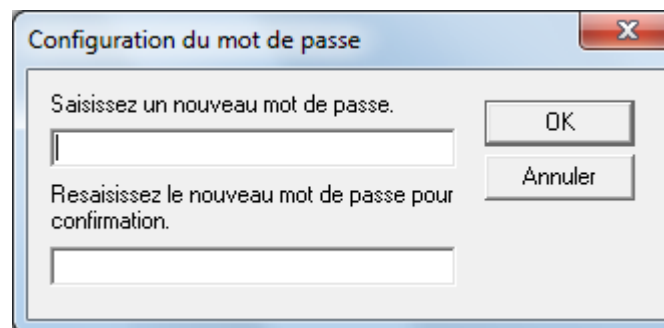 Configuration du mot de passe
Saisissez un nouveau mot de passe.
OK
Annuler
Resaisissez le nouveau mot de passe pour
confirmation.